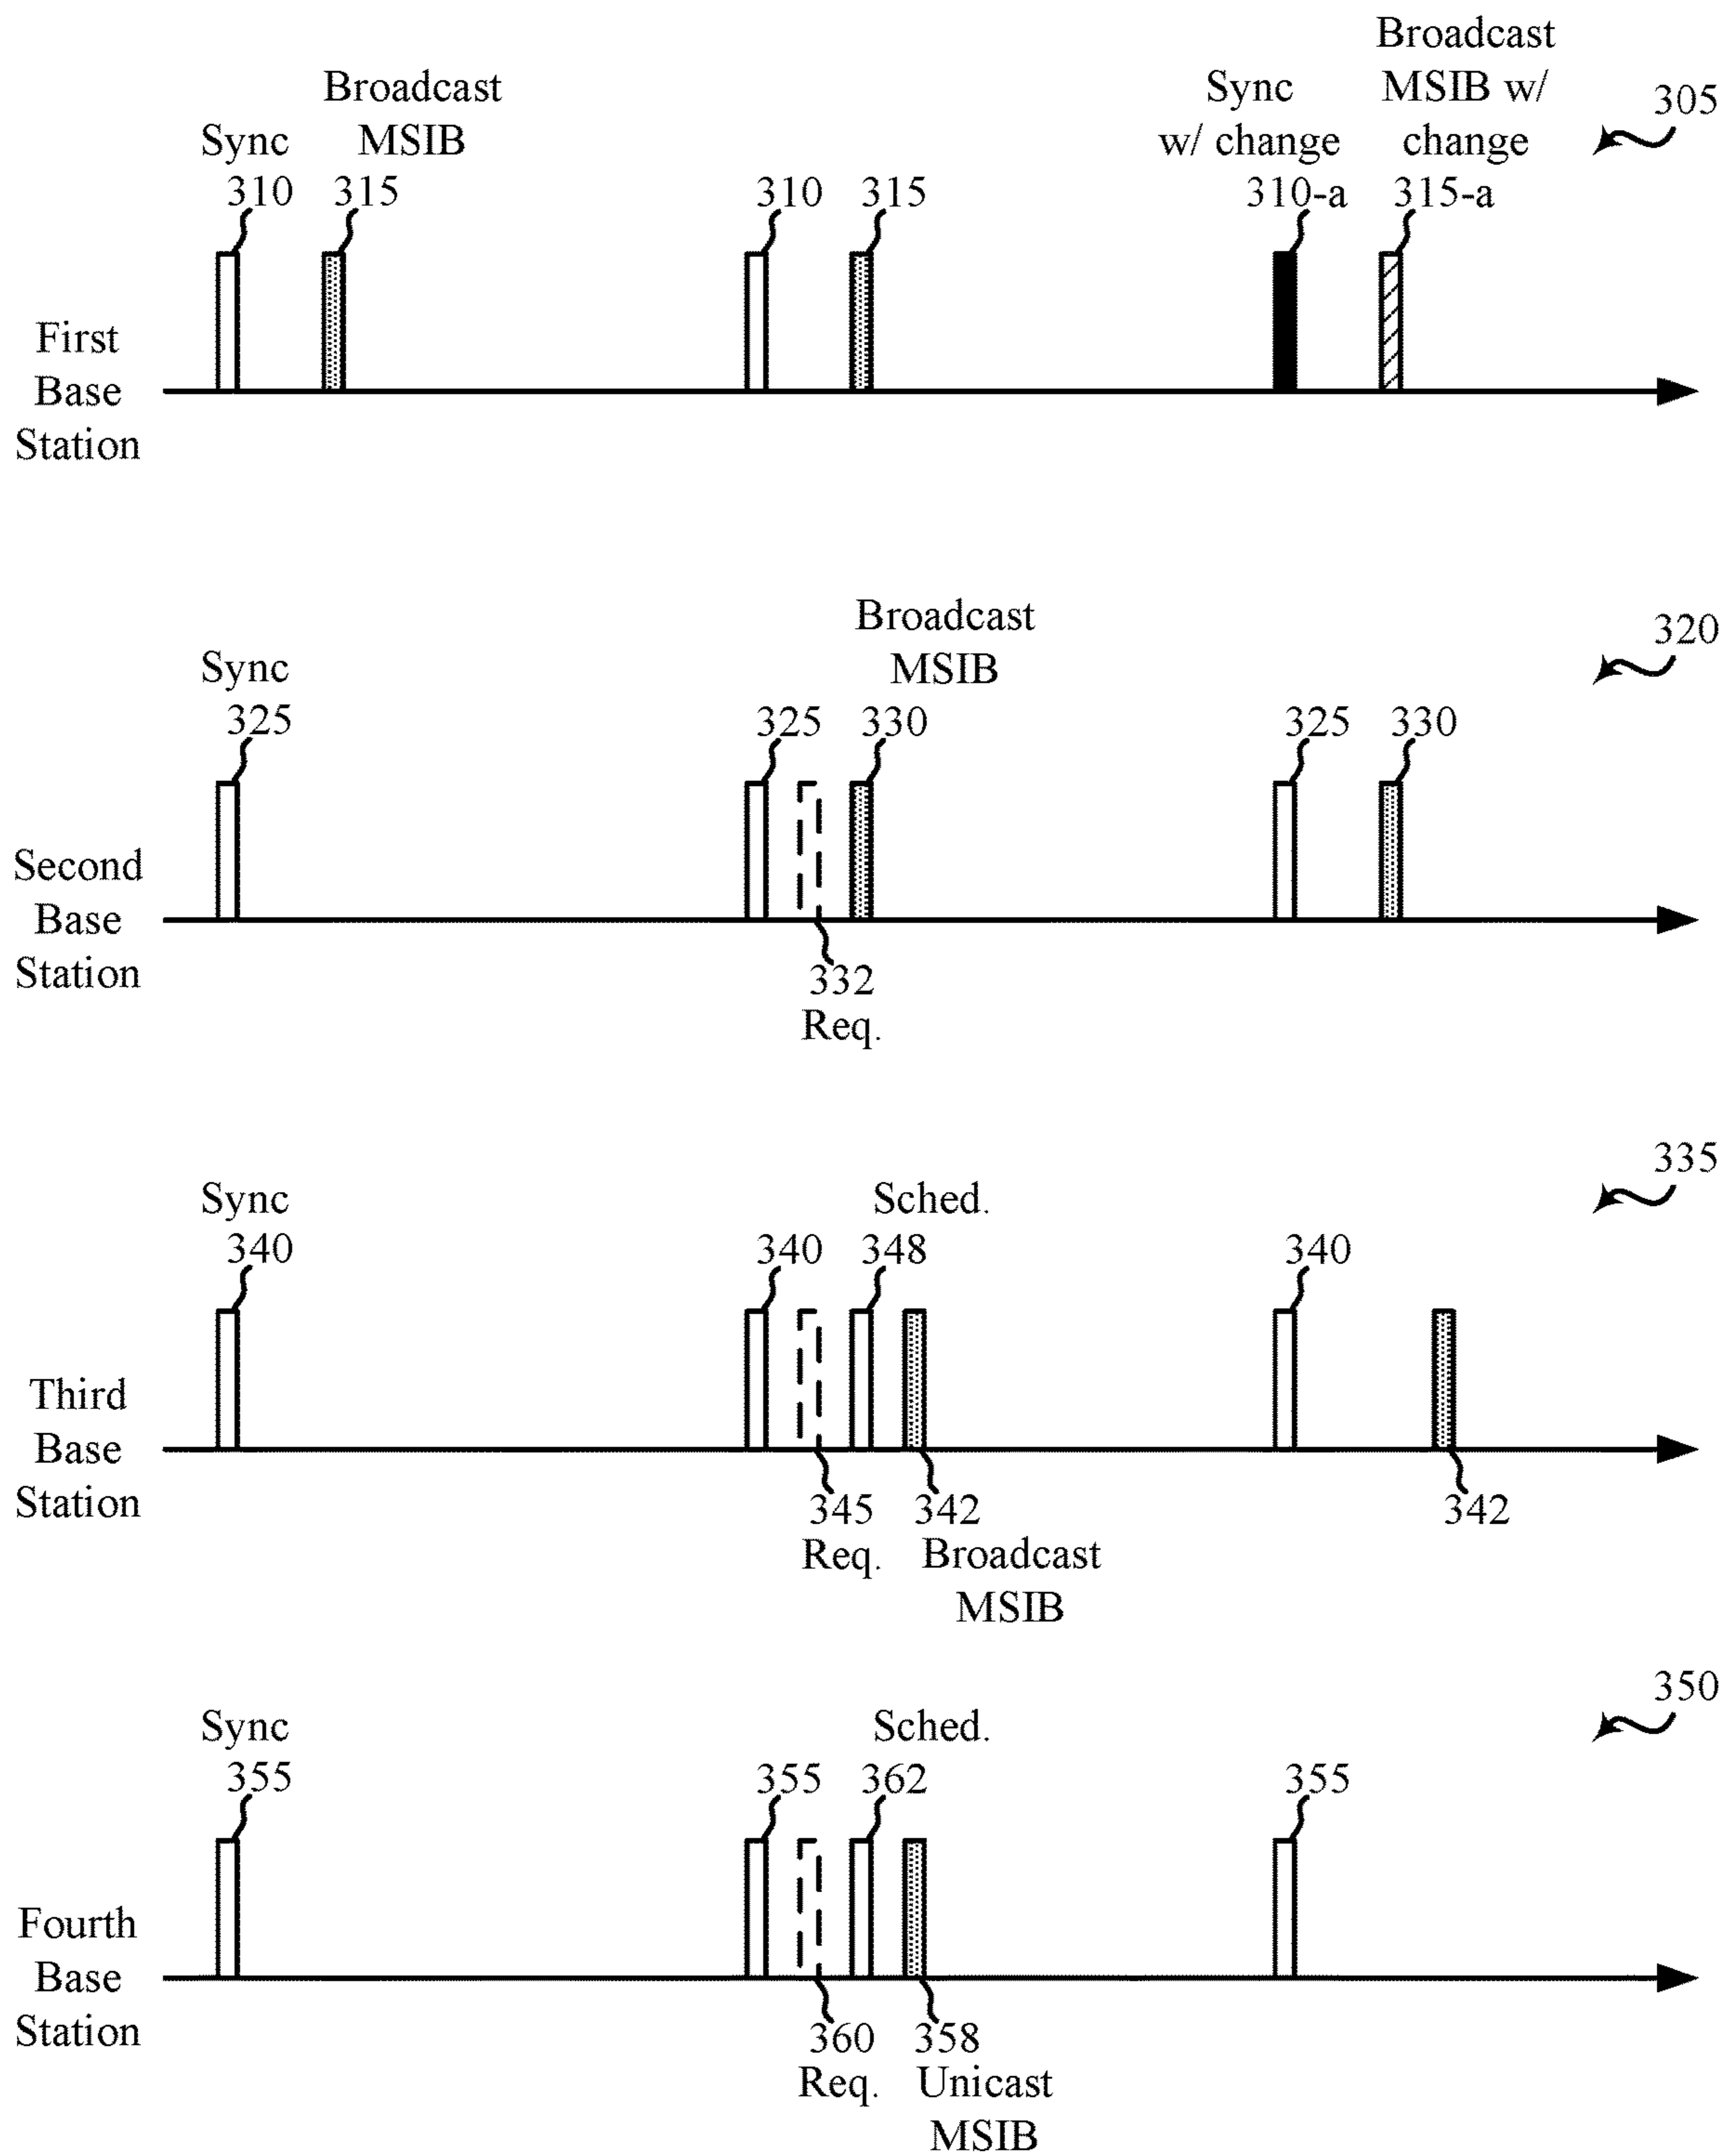 Broadcast
MSIB w/
change
315-a
Sync
w/ change
310-a
Broadcast
MSIB
315
Sync
310
310
315
305
First
Base
Station
Broadcast
MSIB
330
320
Sync
325
325
325
330
Second
Base
Station
332
Req.
335
Sync
340
340
Sched.
348
340
Third
Base
Station
345
Req.
342
Broadcast
MSIB
342
350
Sync
355
355
Sched.
362
355
Fourth
Base
Station
360
Req.
358
Unicast
MSIB